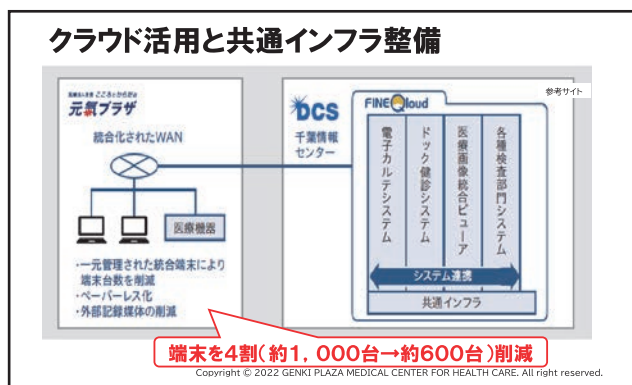 クラウド活用と共通インフラ整備
参考サイト
こころとからだの
元氣プラザ
統合化されたWAN
医療機器
・一元管理された統合端末により
端末台数を削減
・ペーパーレス化
・外部記録媒体の削減
DCS
千葉情報
センター
FINEQloud
電子カルテシステム
ドック健診システム
医療画像統合ビューア
各種検査部門システム
システム連携
共通インフラ
端末を4割(約1,000台→約600台)削減
Copyright © 2022 GENKI PLAZA MEDICAL CENTER FOR HEALTH CARE. All right reserved.